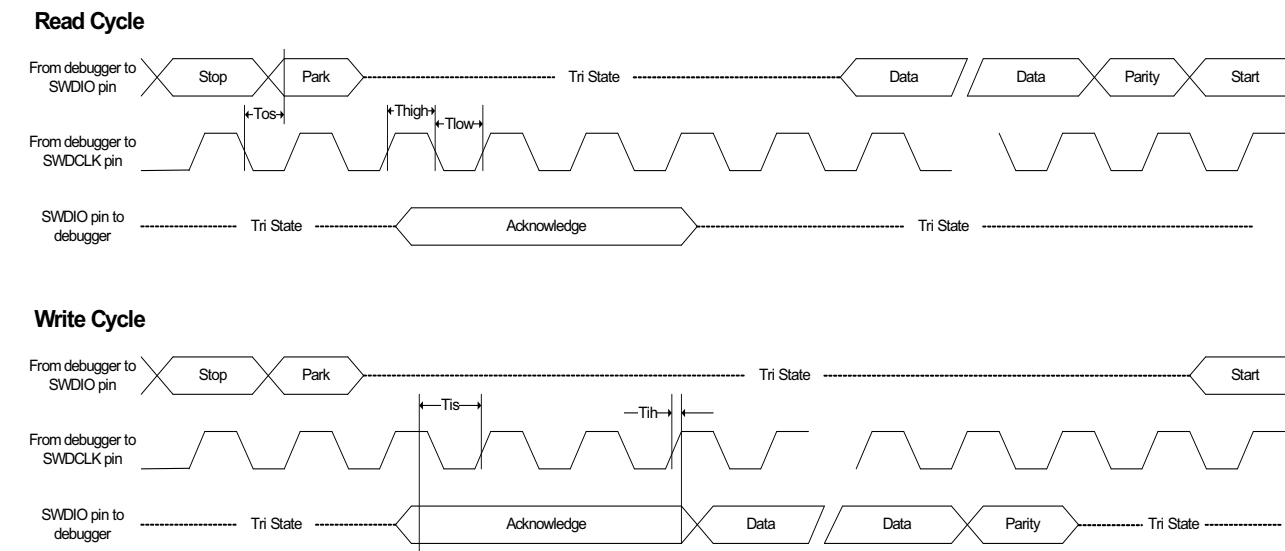 Read Cycle
From debugger to
SWDIO pin
Stop
Park
Tri State
Data
Data
Parity
Start
Tos
Thigh
Tlow
From debugger to
SWDCLK pin
SWDIO pin to
debugger
Tri State
Acknowledge
Tri State
Write Cycle
From debugger to
SWDIO pin
Stop
Park
Tri State
Start
Tis
Tih
From debugger to
SWDCLK pin
SWDIO pin to
debugger
Tri State
Acknowledge
Data
Data
Parity
Tri State